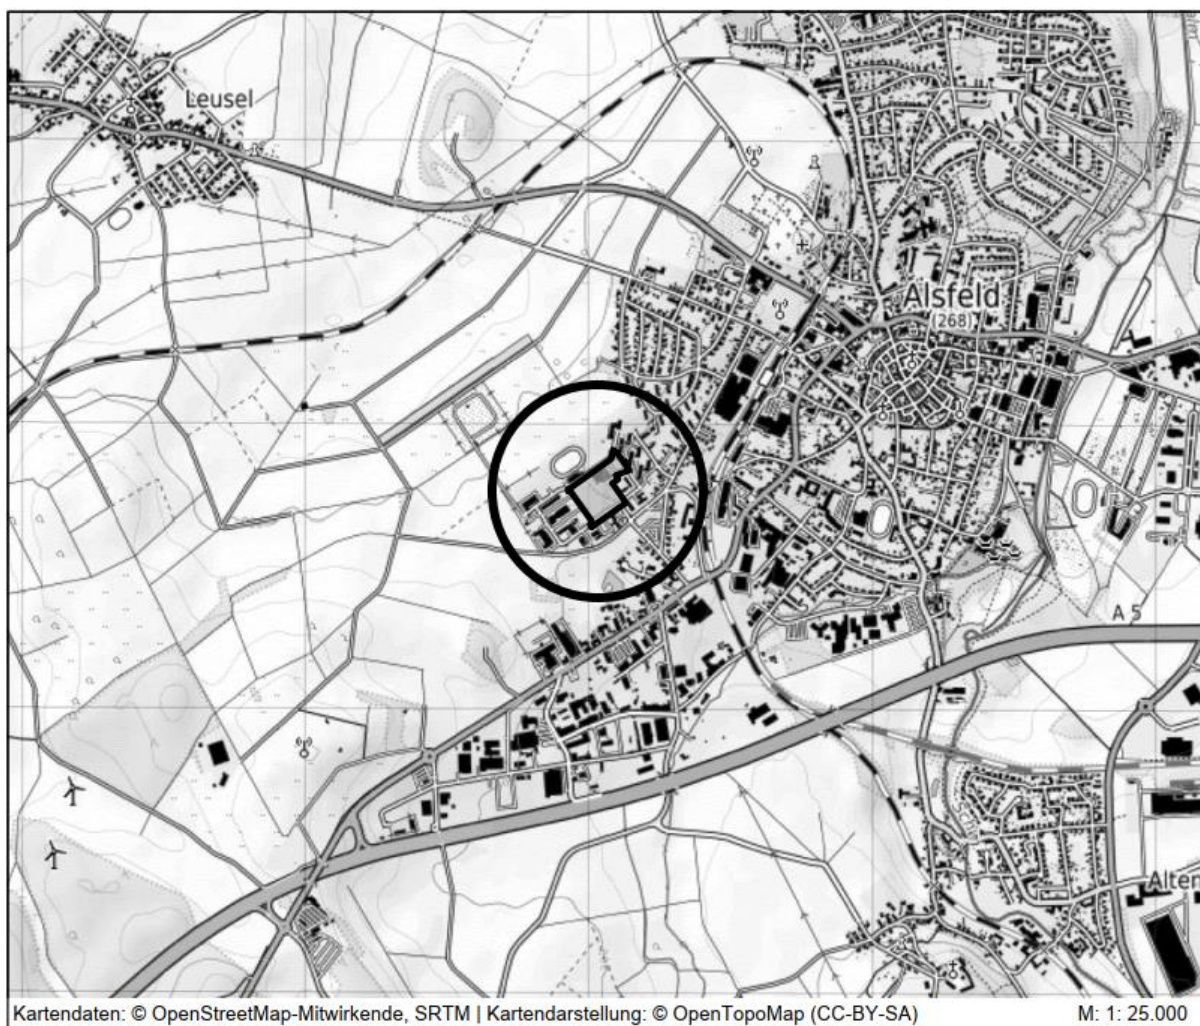 Leusel
Alsfeld
(268)
A 5
Alten
Kartendaten: © OpenStreetMap-Mitwirkende, SRTM | Kartendarstellung: © OpenTopoMap (CC-BY-SA) M: 1: 25.000